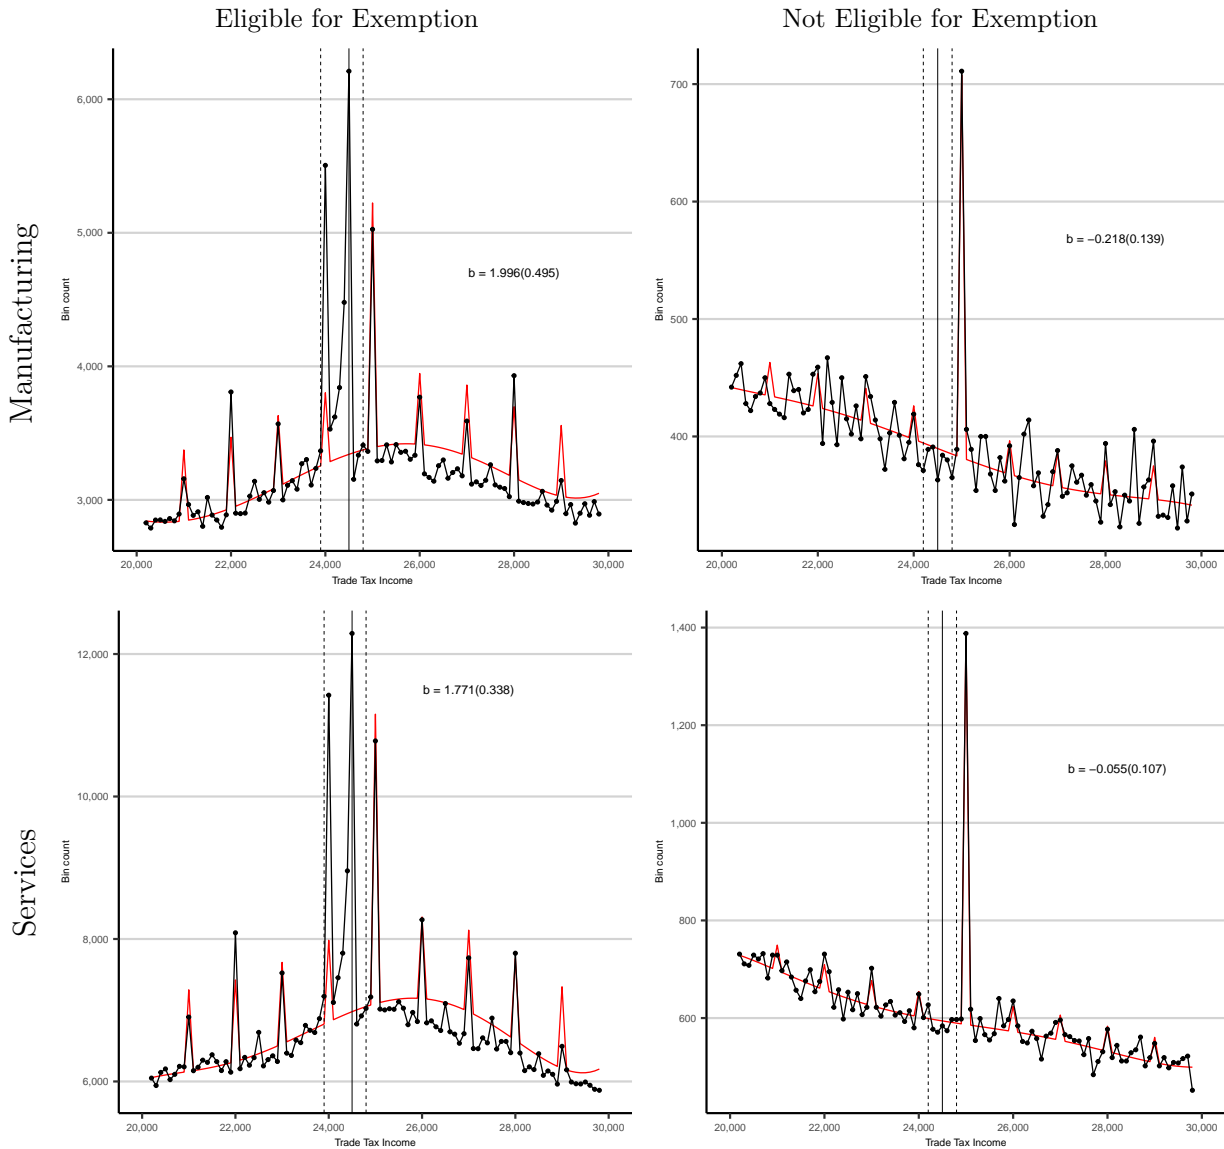 Eligible for Exemption
Not Eligible for Exemption
Manufacturing
Bin count
6,000
5,000
4,000
3,000
b = 1.996(0.495)
20,000 22,000 24,000 26,000 28,000 30,000
Trade Tax Income
Bin count
700
600
500
400
b = −0.218(0.139)
20,000 22,000 24,000 26,000 28,000 30,000
Trade Tax Income
Services
Bin count
12,000
10,000
8,000
6,000
b = 1.771(0.338)
20,000 22,000 24,000 26,000 28,000 30,000
Trade Tax Income
Bin count
1,400
1,200
1,000
800
600
b = −0.055(0.107)
20,000 22,000 24,000 26,000 28,000 30,000
Trade Tax Income